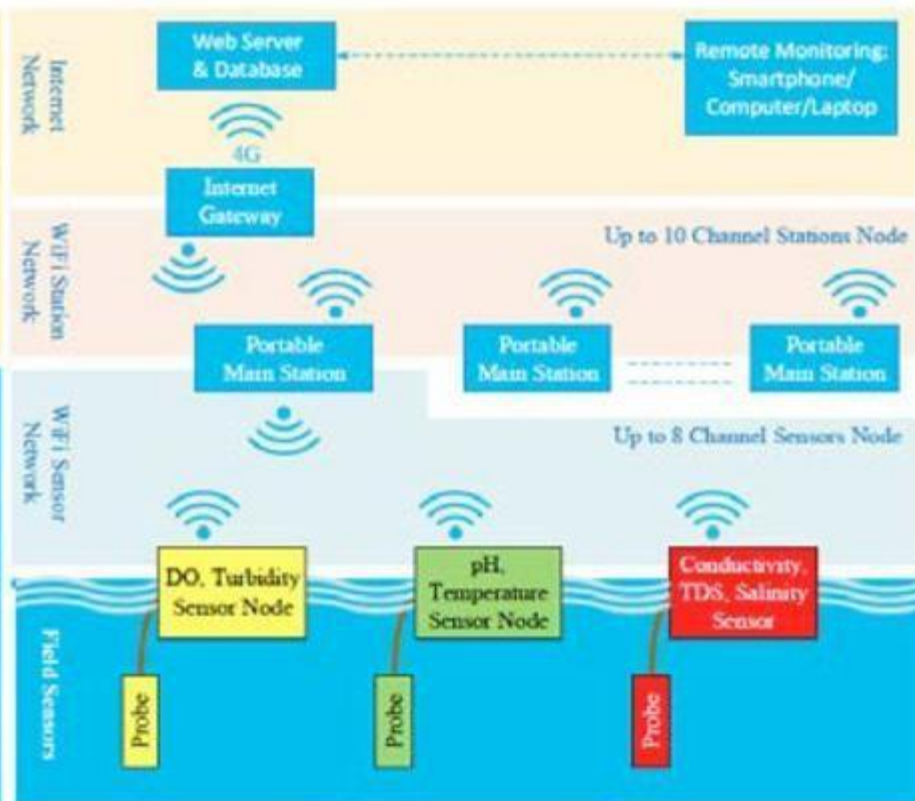 Internet
Network
Web Server
& Database
Remote Monitoring:
Smartphone/
Computer/Laptop
4G
Internet
Gateway
WiFi Station
Network
Up to 10 Channel Stations Node
Portable
Main Station
Portable
Main Station
Portable
Main Station
WiFi Sensor
Network
Up to 8 Channel Sensors Node
DO, Turbidity
Sensor Node
pH,
Temperature
Sensor Node
Conductivity,
TDS, Salinity
Sensor
Field Sensors
Probe
Probe
Probe